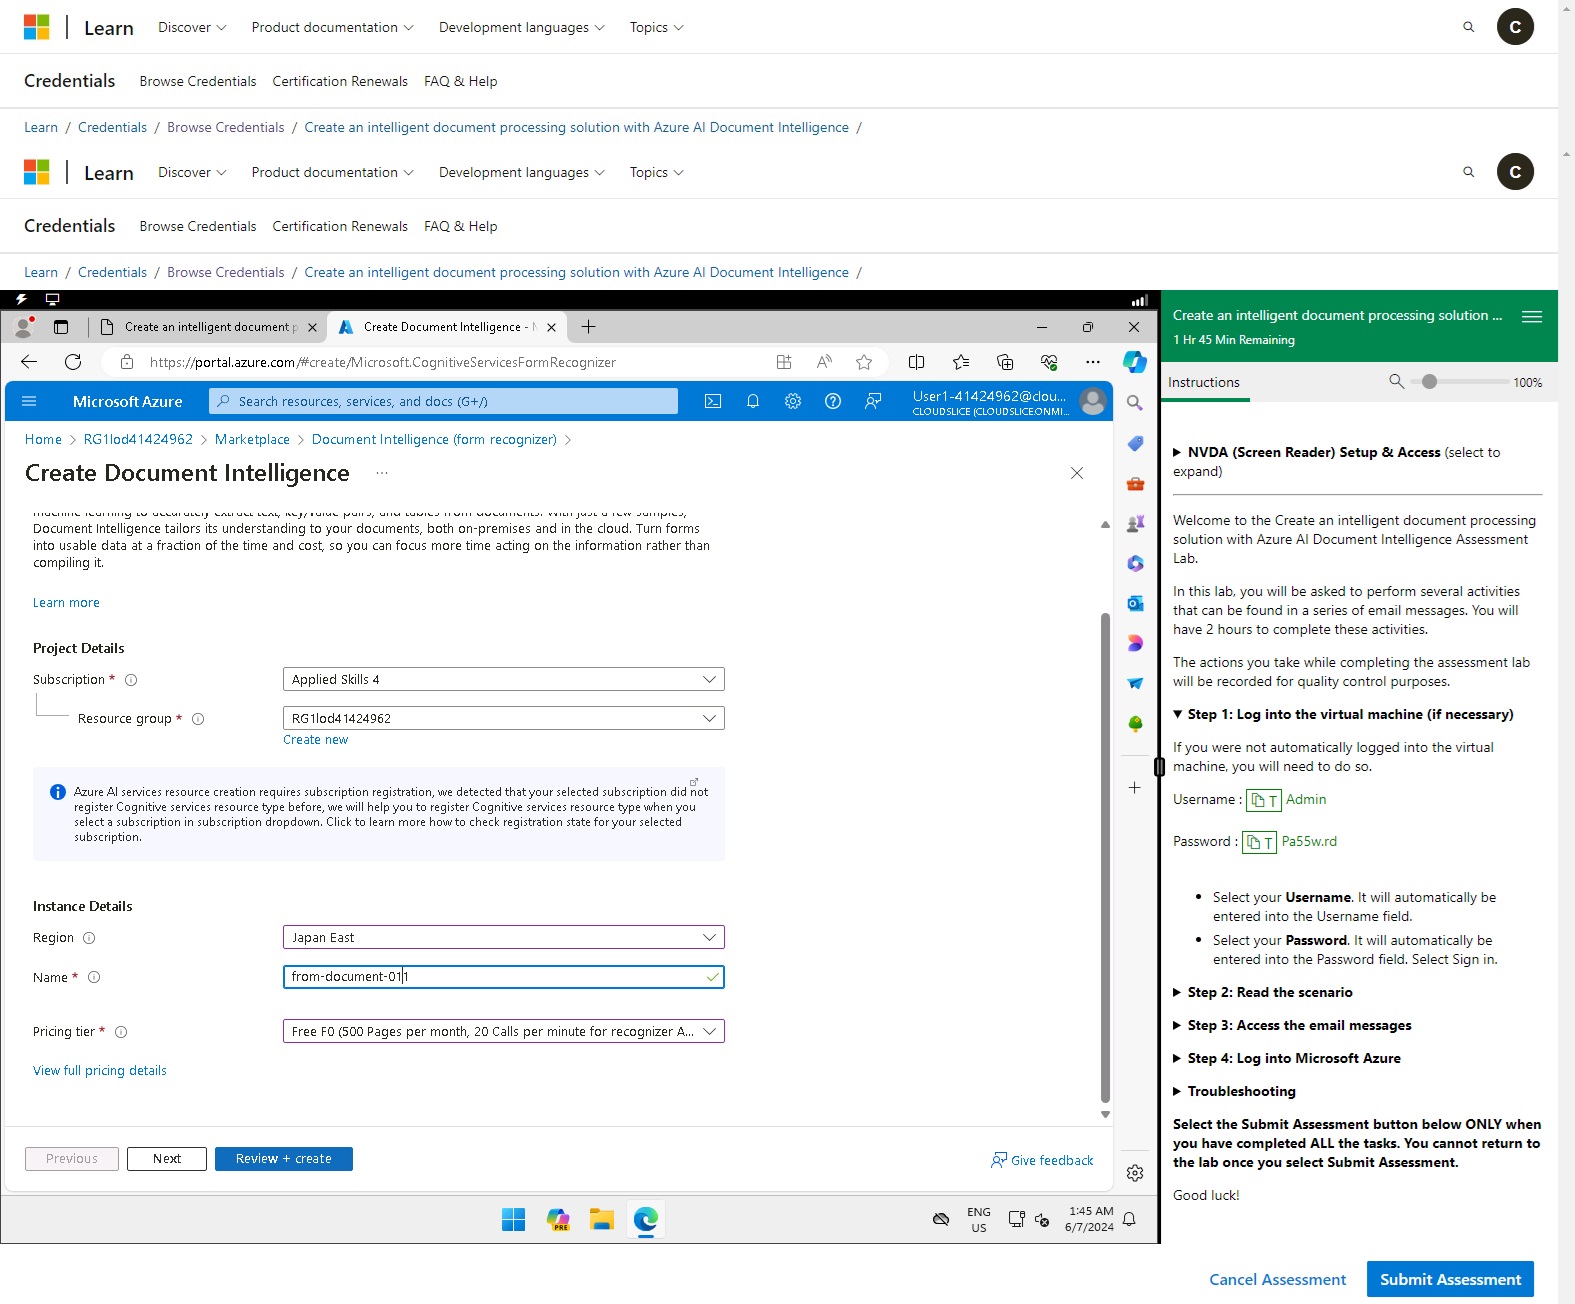 Learn Discover Product documentation Development languages Topics C
Credentials Browse Credentials Certification Renewals FAQ & Help
Learn / Credentials / Browse Credentials / Create an intelligent document processing solution with Azure AI Document Intelligence /
Learn Discover Product documentation Development languages Topics C
Credentials Browse Credentials Certification Renewals FAQ & Help
Learn / Credentials / Browse Credentials / Create an intelligent document processing solution with Azure AI Document Intelligence /
Create an intelligent document p Create Document Intelligence -
https://portal.azure.com/#create/Microsoft.CognitiveServicesFormRecognizer
Microsoft Azure Search resources, services, and docs (G+/) User1-41424962@clou...
CLOUDSLICE (CLOUDSLICE.ONMI...
Home > RG1lod41424962 > Marketplace > Document Intelligence (form recognizer) >
Create Document Intelligence ...
machine learning to accurately extract text, key/value pairs, and tables from documents. With just a few samples,
Document Intelligence tailors its understanding to your documents, both on-premises and in the cloud. Turn forms
into usable data at a fraction of the time and cost, so you can focus more time acting on the information rather than
compiling it.
Learn more
Project Details
Subscription * Applied Skills 4
Resource group * RG1lod41424962
Create new
Azure AI services resource creation requires subscription registration, we detected that your selected subscription did not
register Cognitive services resource type before, we will help you to register Cognitive services resource type when you
select a subscription in subscription dropdown. Click to learn more how to check registration state for your selected
subscription.
Instance Details
Region Japan East
Name * from-document-011
Pricing tier * Free F0 (500 Pages per month, 20 Calls per minute for recognizer A...
View full pricing details
Previous Next Review + create Give feedback
PRE
ENG
US
1:45 AM
6/7/2024
Create an intelligent document processing solution ...
1 Hr 45 Min Remaining
Instructions 100%
NVDA (Screen Reader) Setup & Access (select to
expand)
Welcome to the Create an intelligent document processing
solution with Azure AI Document Intelligence Assessment
Lab.
In this lab, you will be asked to perform several activities
that can be found in a series of email messages. You will
have 2 hours to complete these activities.
The actions you take while completing the assessment lab
will be recorded for quality control purposes.
Step 1: Log into the virtual machine (if necessary)
If you were not automatically logged into the virtual
machine, you will need to do so.
Username : T Admin
Password : T Pa55w.rd
• Select your Username. It will automatically be
entered into the Username field.
• Select your Password. It will automatically be
entered into the Password field. Select Sign in.
Step 2: Read the scenario
Step 3: Access the email messages
Step 4: Log into Microsoft Azure
Troubleshooting
Select the Submit Assessment button below ONLY when
you have completed ALL the tasks. You cannot return to
the lab once you select Submit Assessment.
Good luck!
Cancel Assessment Submit Assessment